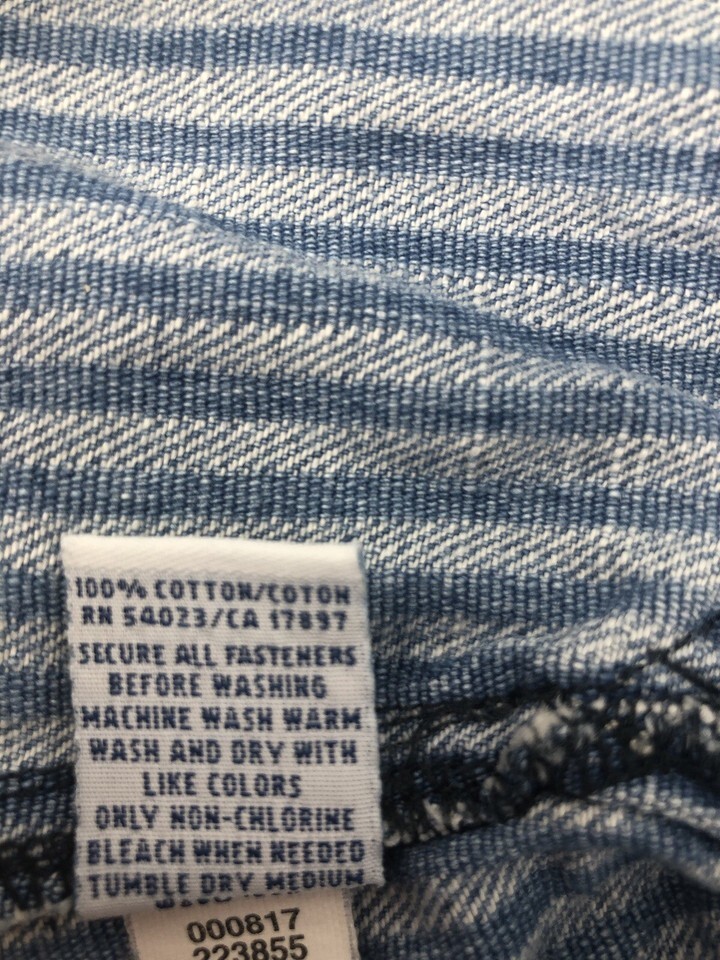 100% COTTON/COTON
RN 54023/CA 17897
SECURE ALL FASTENERS
BEFORE WASHING
MACHINE WASH WARM
WASH AND DRY WITH
LIKE COLORS
ONLY NON-CHLORINE
BLEACH WHEN NEEDED
TUMBLE DRY MEDIUM
000817
223855